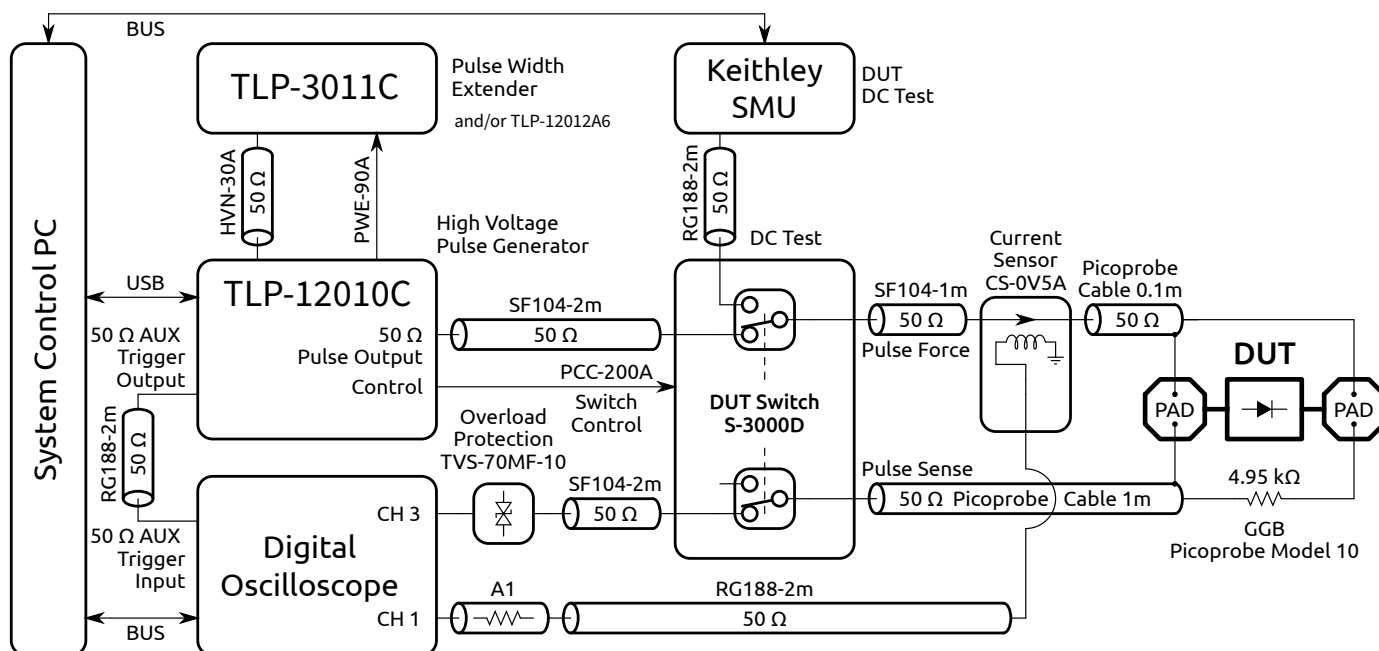 BUS
System Control PC
TLP-3011C
Pulse Width
Extender
and/or TLP-12012A6
Keithley
SMU
DUT
DC Test
HVN-30A
50 Ω
PWE-90A
RG188-2m
50 Ω
High Voltage
Pulse Generator
DC Test
Current
Sensor
CS-0V5A
Picoprobe
Cable 0.1m
USB
TLP-12010C
SF104-2m
50 Ω
SF104-1m
50 Ω
Pulse Force
50 Ω
50 Ω AUX
Trigger
Output
50 Ω
Pulse Output
Control
PCC-200A
Switch
Control
DUT Switch
S-3000D
DUT
PAD
PAD
RG188-2m
50 Ω
Overload
Protection
TVS-70MF-10
SF104-2m
50 Ω
Pulse Sense
50 Ω Picoprobe Cable 1m
4.95 kΩ
GGB
Picoprobe Model 10
50 Ω AUX
Trigger
Input
CH 3
Digital
Oscilloscope
CH 1
A1
RG188-2m
50 Ω
BUS